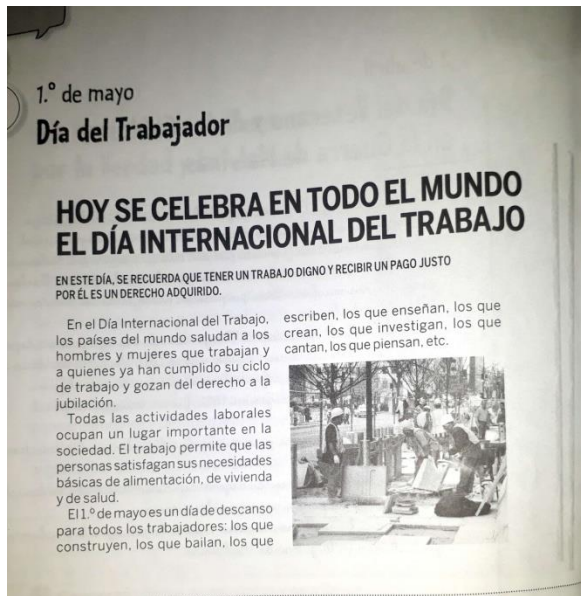 1.º de mayo
Día del Trabajador
HOY SE CELEBRA EN TODO EL MUNDO
EL DÍA INTERNACIONAL DEL TRABAJO
EN ESTE DÍA, SE RECUERDA QUE TENER UN TRABAJO DIGNO Y RECIBIR UN PAGO JUSTO
POR ÉL ES UN DERECHO ADQUIRIDO.
En el Día Internacional del Trabajo,
los países del mundo saludan a los
hombres y mujeres que trabajan y
a quienes ya han cumplido su ciclo
de trabajo y gozan del derecho a la
jubilación.
Todas las actividades laborales
ocupan un lugar importante en la
sociedad. El trabajo permite que las
personas satisfagan sus necesidades
básicas de alimentación, de vivienda
y de salud.
El 1.º de mayo es un día de descanso
para todos los trabajadores: los que
construyen, los que bailan, los que
escriben, los que enseñan, los que
crean, los que investigan, los que
cantan, los que piensan, etc.